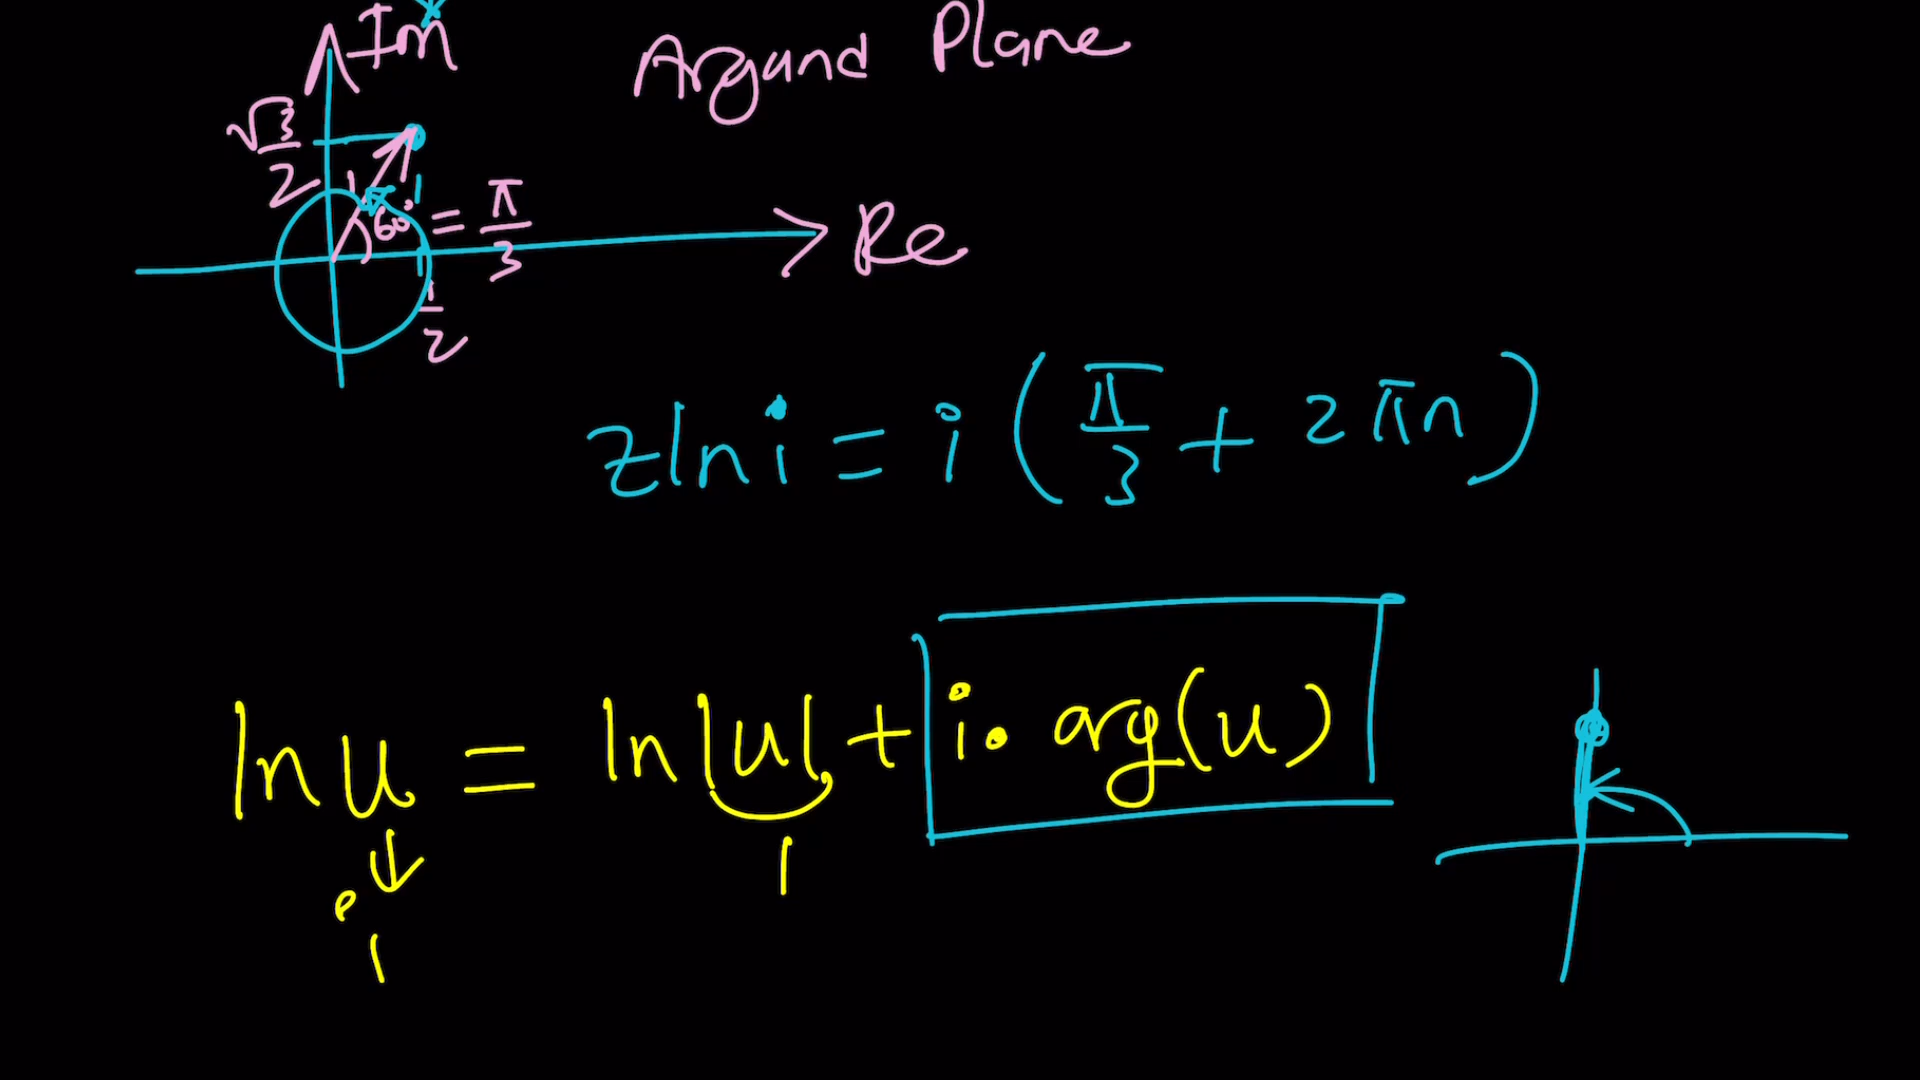 Im
Argand Plane
√3/2
1
60° = π/3
Re
1/2
z ln i = i (π/3 + 2πn)
ln u = ln|u| + i · arg(u)
i
1